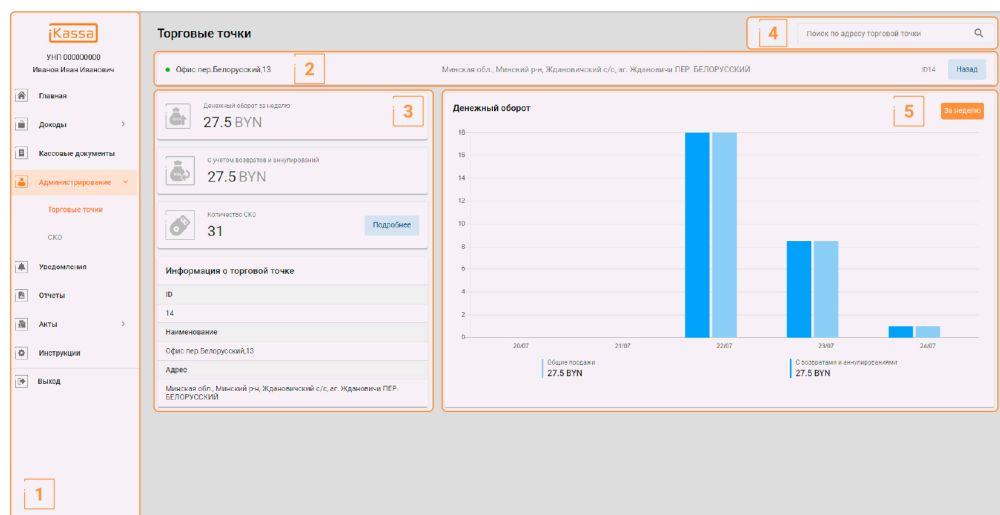 iKassa
УНП 000000000
Иванов Иван Иванович
Главная
Доходы
Кассовые документы
Администрирование
Торговые точки
СКО
Уведомления
Отчеты
Акты
Инструкции
Выход
1
Торговые точки
4
Поиск по адресу торговой точки
Офис пер.Белорусский,13
2
Минская обл., Минский р-н, Ждановичский с/с, аг. Ждановичи ПЕР. БЕЛОРУССКИЙ
ID14
Назад
Денежный оборот за неделю
27.5 BYN
3
С учётом возвратов и аннулирований
27.5 BYN
Количество СКО
31
Подробнее
Информация о торговой точке
ID
14
Наименование
Офис пер.Белорусский,13
Адрес
Минская обл., Минский р-н, Ждановичский с/с, аг. Ждановичи ПЕР.
БЕЛОРУССКИЙ
Денежный оборот
5
За неделю
18
16
14
12
10
8
6
4
2
0
20/07
21/07
22/07
23/07
24/07
Общие продажи
27.5 BYN
С возвратами и аннулированиями
27.5 BYN